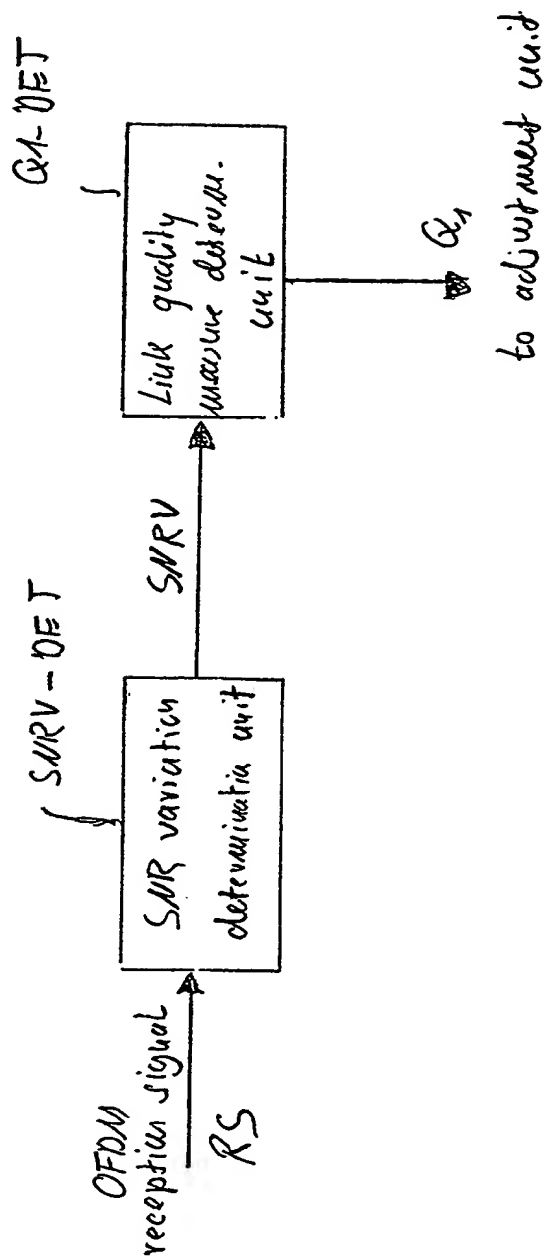 OFDM
reception signal
RS
SNRV-DET
SNR variation
determination unit
SNRV
Q1-DET
Link quality
measure determ.
unit
Q1
to adjustment unit